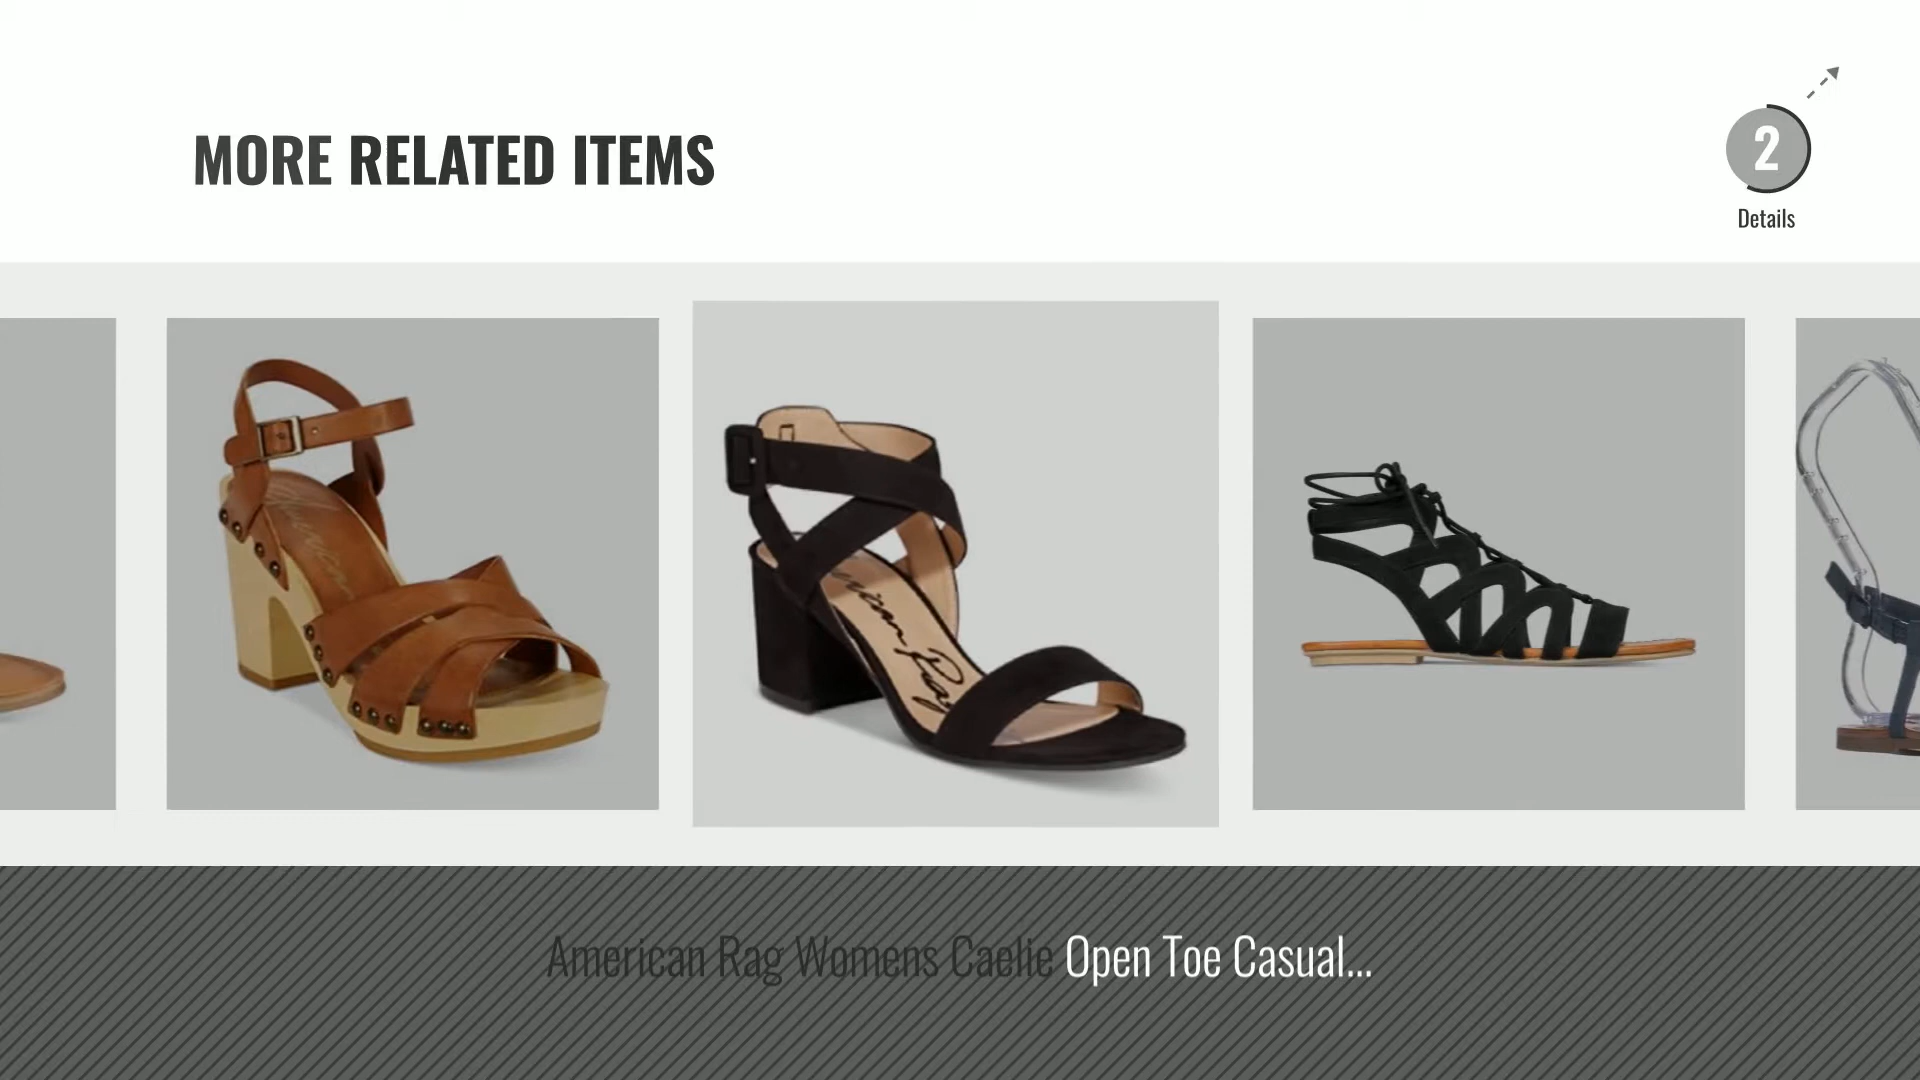 MORE RELATED ITEMS
2
Details
American Rag Womens Caelie Open Toe Casual...